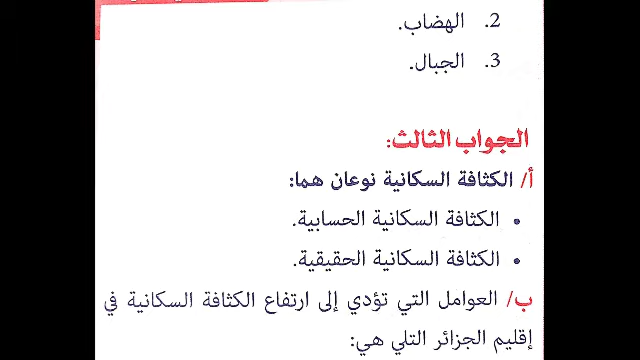 2. الهضاب.
3. الجبال.
الجواب الثالث:
أ/ الكثافة السكانية نوعان هما:
• الكثافة السكانية الحسابية.
• الكثافة السكانية الحقيقية.
ب/ العوامل التي تؤدي إلى ارتفاع الكثافة السكانية في
إقليم الجزائر التلي هي: